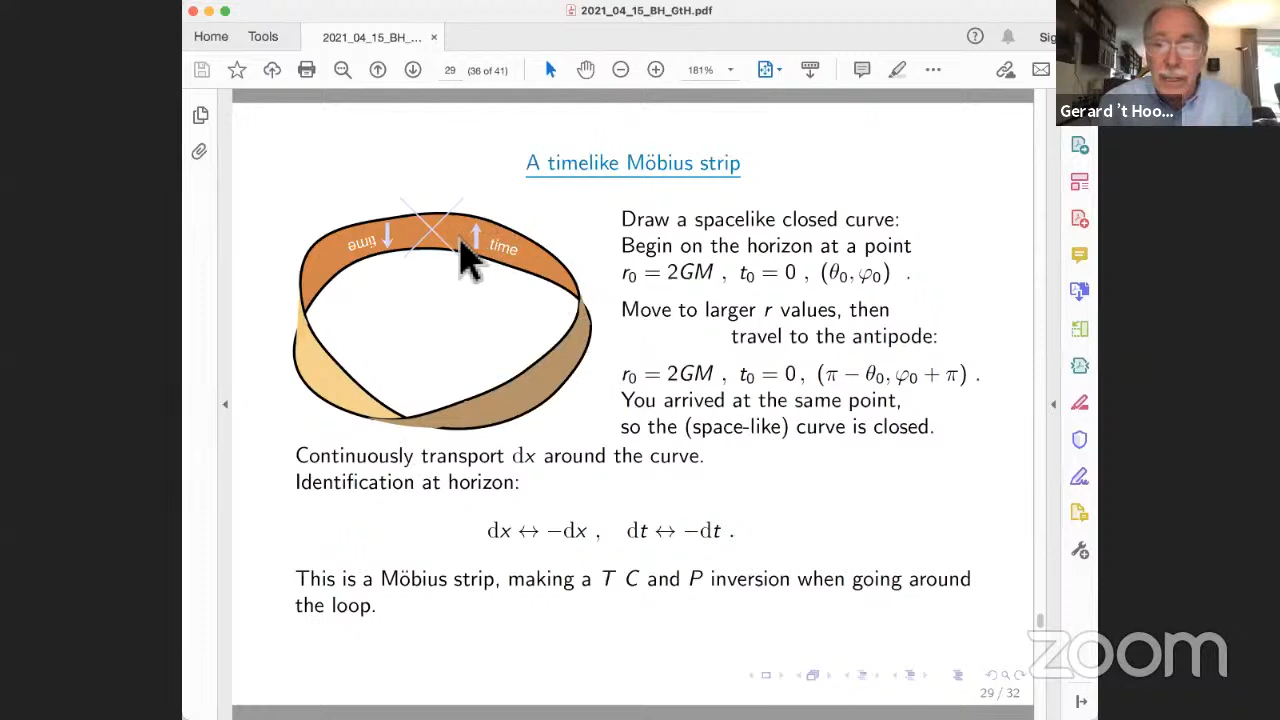 2021_04_15_BH_GtH.pdf
Home Tools 2021_04_15_BH_... × Sig
29 (36 of 41) 181% ...
Gerard 't Hoo...
A timelike Möbius strip
time time
Draw a spacelike closed curve:
Begin on the horizon at a point
r₀ = 2GM , t₀ = 0 , (θ₀, φ₀) .
Move to larger r values, then
travel to the antipode:
r₀ = 2GM , t₀ = 0 , (π − θ₀, φ₀ + π) .
You arrived at the same point,
so the (space-like) curve is closed.
Continuously transport dx around the curve.
Identification at horizon:
dx ↔ −dx , dt ↔ −dt .
This is a Möbius strip, making a T C and P inversion when going around
the loop.
29 / 32
zoom